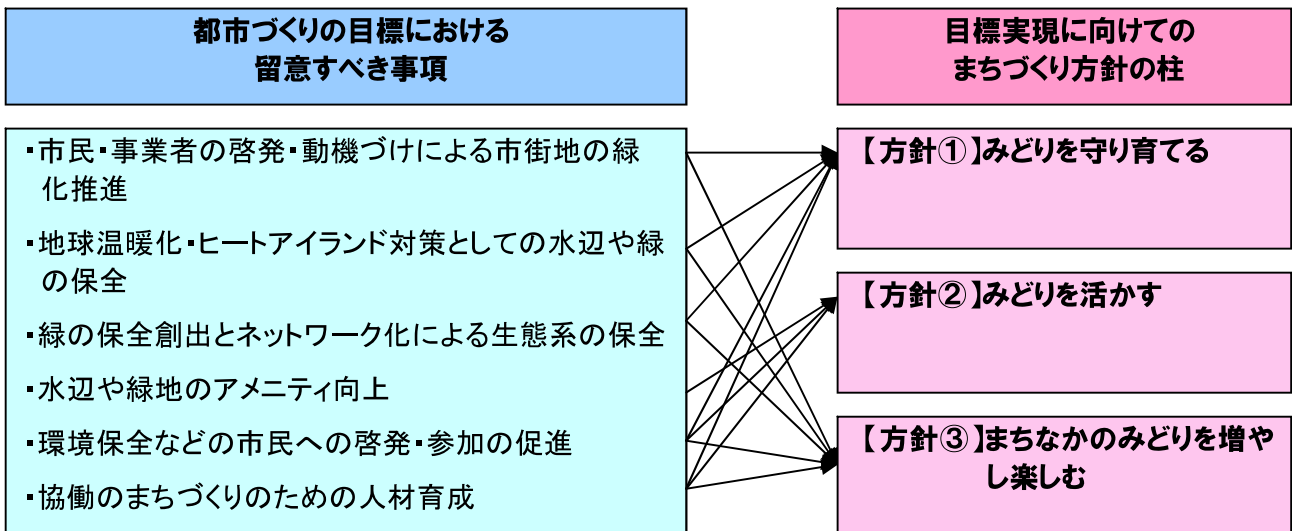 都市づくりの目標における
留意すべき事項
目標実現に向けての
まちづくり方針の柱
・市民・事業者の啓発・動機づけによる市街地の緑
化推進
・地球温暖化・ヒートアイランド対策としての水辺や緑
の保全
・緑の保全創出とネットワーク化による生態系の保全
・水辺や緑地のアメニティ向上
・環境保全などの市民への啓発・参加の促進
・協働のまちづくりのための人材育成
【方針①】みどりを守り育てる
【方針②】みどりを活かす
【方針③】まちなかのみどりを増や
し楽しむ